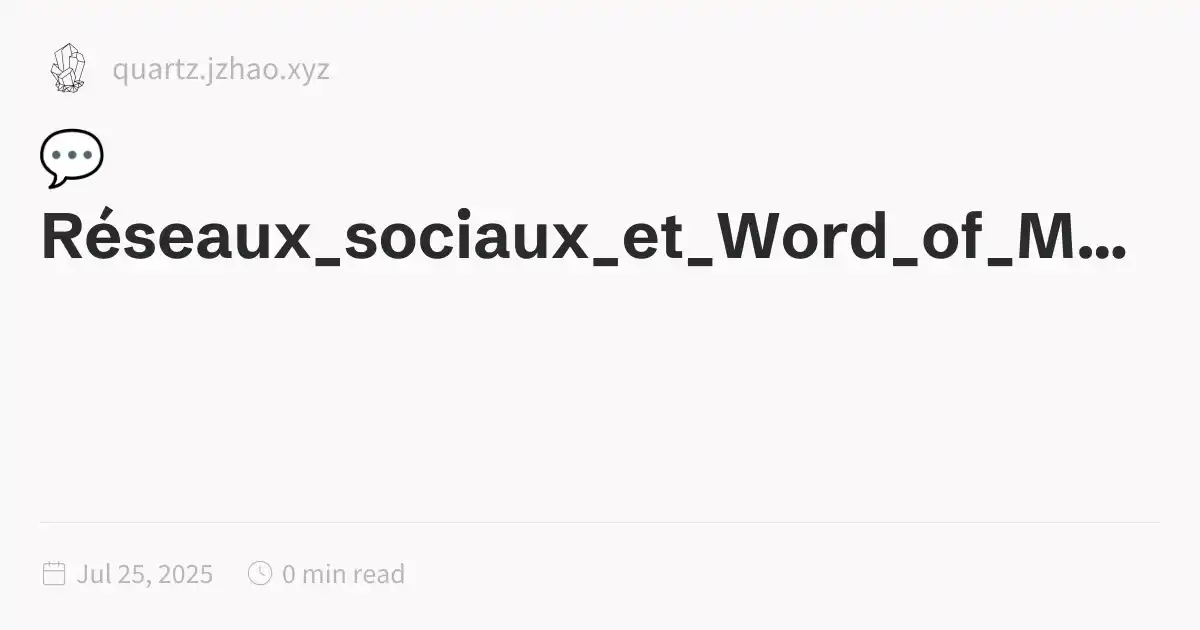 quartz.jzhao.xyz
💬
Réseaux_sociaux_et_Word_of_M...
Jul 25, 2025 0 min read